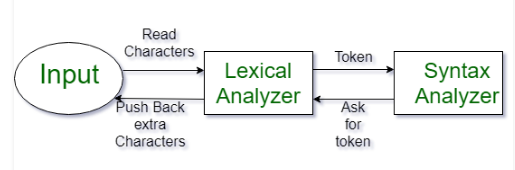 Read
Characters
Input
Lexical
Analyzer
Token
Syntax
Analyzer
Push Back
extra
Characters
Ask
for
token